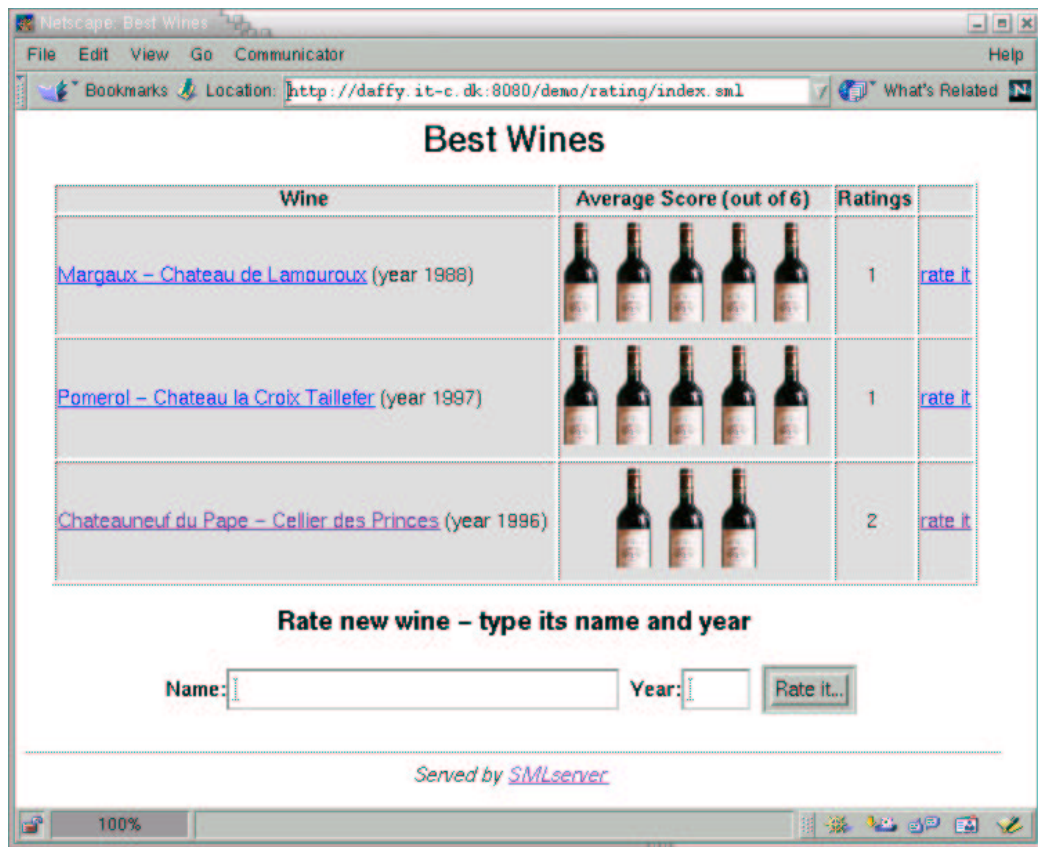 Netscape: Best Wines
File Edit View Go Communicator Help
Bookmarks Location: http://daffy.it-c.dk:8080/demo/rating/index.sml What's Related N
Best Wines
Wine Average Score (out of 6) Ratings
Margaux – Chateau de Lamouroux (year 1988) 1 rate it
Pomerol – Chateau la Croix Taillefer (year 1997) 1 rate it
Chateauneuf du Pape – Cellier des Princes (year 1996) 2 rate it
Rate new wine – type its name and year
Name: Year: Rate it...
Served by SMLserver
100%